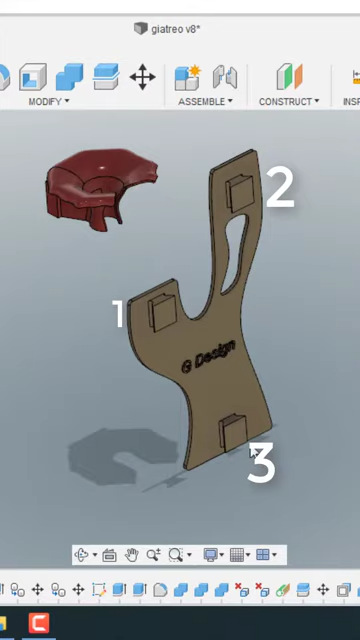 giatreo v8*
MODIFY
ASSEMBLE
CONSTRUCT
2
1
G Design
3